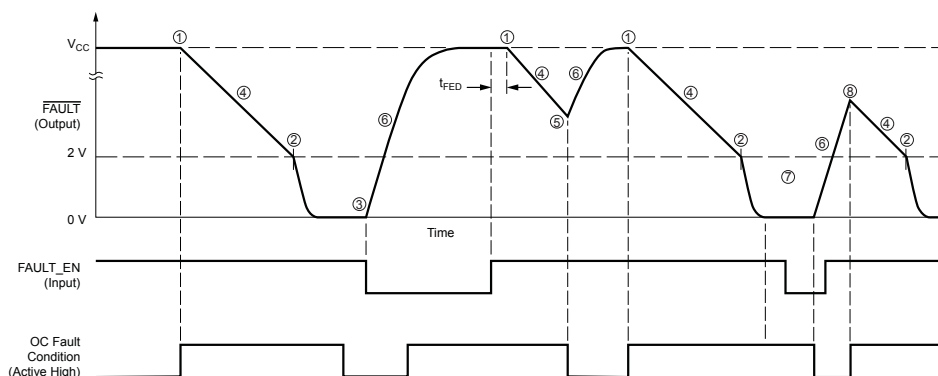 ① ① ① V_CC
④ ④ ⑥ ④ ⑧
t_FED
FAULT
(Output)
⑥ ⑤ ⑥ ④
2 V ② ② ②
③ ⑦
0 V
Time
FAULT_EN
(Input)
OC Fault
Condition
(Active High)